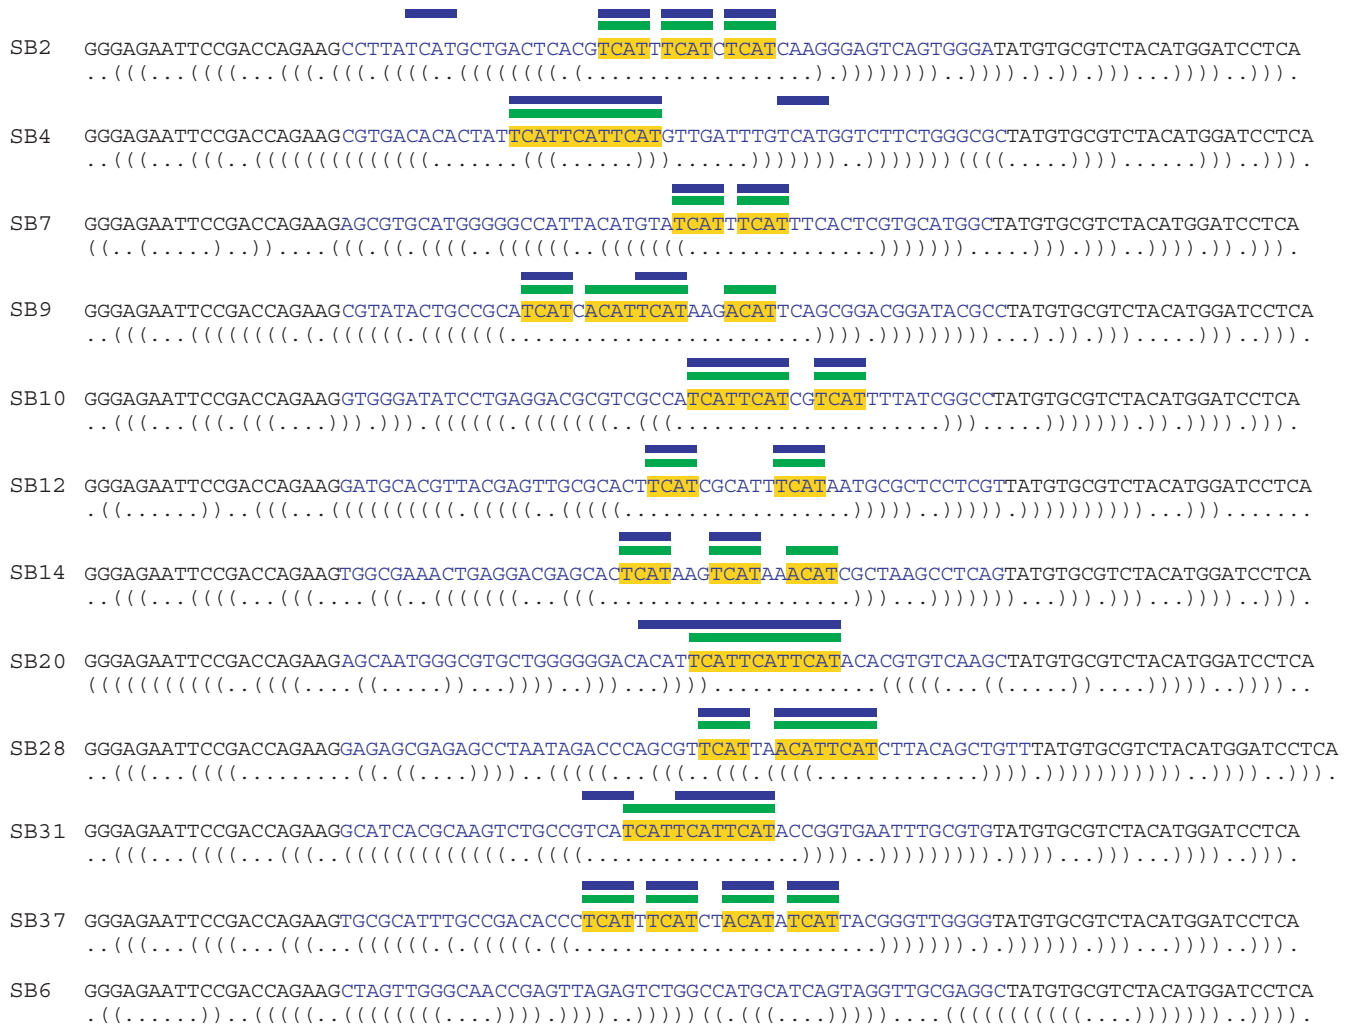 SB2 GGGAGAATTCCGACCAGAAGCCTTATCATGCTGACTCACGTCATTTCATCTCATCAAGGGAGTCAGTGGGATATGTGCGTCTACATGGATCCTCA
..(((...((((...(((.(((.((((..((((((((.(.................).))))))))..)))).).)).)))...))))..))).
SB4 GGGAGAATTCCGACCAGAAGCGTGACACACTATTCATTCATTCATGTTGATTTGTCATGGTCTTCTGGGCGCTATGTGCGTCTACATGGATCCTCA
..(((...(((..((((((((((((((.......(((......)))......)))))))..)))))))((((.....))))......)))..))).
SB7 GGGAGAATTCCGACCAGAAGAGCGTGCATGGGGGCCATTACATGTATCATTTCATTTCACTCGTGCATGGCTATGTGCGTCTACATGGATCCTCA
((..(.....)..))....(((.((.((((..((((((..(((((((...............))))))).....))).)))..)))).)).))).
SB9 GGGAGAATTCCGACCAGAAGCGTATACTGCCGCATCATCACATTCATAAGACATTCAGCGGACGGATACGCCTATGTGCGTCTACATGGATCCTCA
..(((...((((((((.(.((((((.(((((((........................)))).)))))))))...).)).))).....)))..))).
SB10 GGGAGAATTCCGACCAGAAGGTGGGATATCCTGAGGACGCGTCGCCATCATTCATCGTCATTTTATCGGCCTATGTGCGTCTACATGGATCCTCA
..(((...(((.(((....))).))).((((((.(((((((..(((.....................))).....))))))).)).)))).))).
SB12 GGGAGAATTCCGACCAGAAGGATGCACGTTACGAGTTGCGCACTTCATCGCATTTCATAATGCGCTCCTCGTTATGTGCGTCTACATGGATCCTCA
.((......))..(((...((((((((((.(((((..(((((..................)))))..))))).))))))))))...))).......
SB14 GGGAGAATTCCGACCAGAAGTGGCGAAACTGAGGACGAGCACTCATAAGTCATAAACATCGCTAAGCCTCAGTATGTGCGTCTACATGGATCCTCA
..(((...((((...(((....(((..(((((((...(((....................)))...)))))))...))).)))...))))..))).
SB20 GGGAGAATTCCGACCAGAAGAGCAATGGGCGTGCTGGGGGGACACATTCATTCATTCATACACGTGTCAAGCTATGTGCGTCTACATGGATCCTCA
(((((((((((..((((....((.....))...))))..)))...)))).............(((((...((.....))....)))))..))))..
SB28 GGGAGAATTCCGACCAGAAGGAGAGCGAGAGCCTAATAGACCCAGCGTTCATTAACATTCATCTTACAGCTGTTTATGTGCGTCTACATGGATCCTCA
..(((...((((.........((.((....))))..(((((...(((..(((.((((.............)))).)))))))))))..))))..))).
SB31 GGGAGAATTCCGACCAGAAGGCATCACGCAAGTCTGCCGTCATCATTCATTCATACCGGTGAATTTGCGTGTATGTGCGTCTACATGGATCCTCA
..(((...((((...(((..(((((((((((((..((((.................))))..))))))))).))))...)))...))))..))).
SB37 GGGAGAATTCCGACCAGAAGTGCGCATTTGCCGACACCCTCATTTCATCTACATATCATTACGGGTTGGGGTATGTGCGTCTACATGGATCCTCA
..(((...((((...(((...((((((.(.(((((.((........................))))))).).)))))).)))...))))..))).
SB6 GGGAGAATTCCGACCAGAAGCTAGTTGGGCAACCGAGTTAGAGTCTGGCCATGCATCAGTAGGTTGCGAGGCTATGTGCGTCTACATGGATCCTCA
.((......))..(((((..((((((((....)))).))))..)))))((.(((....)))))....(((((((((((....))))))))..))).